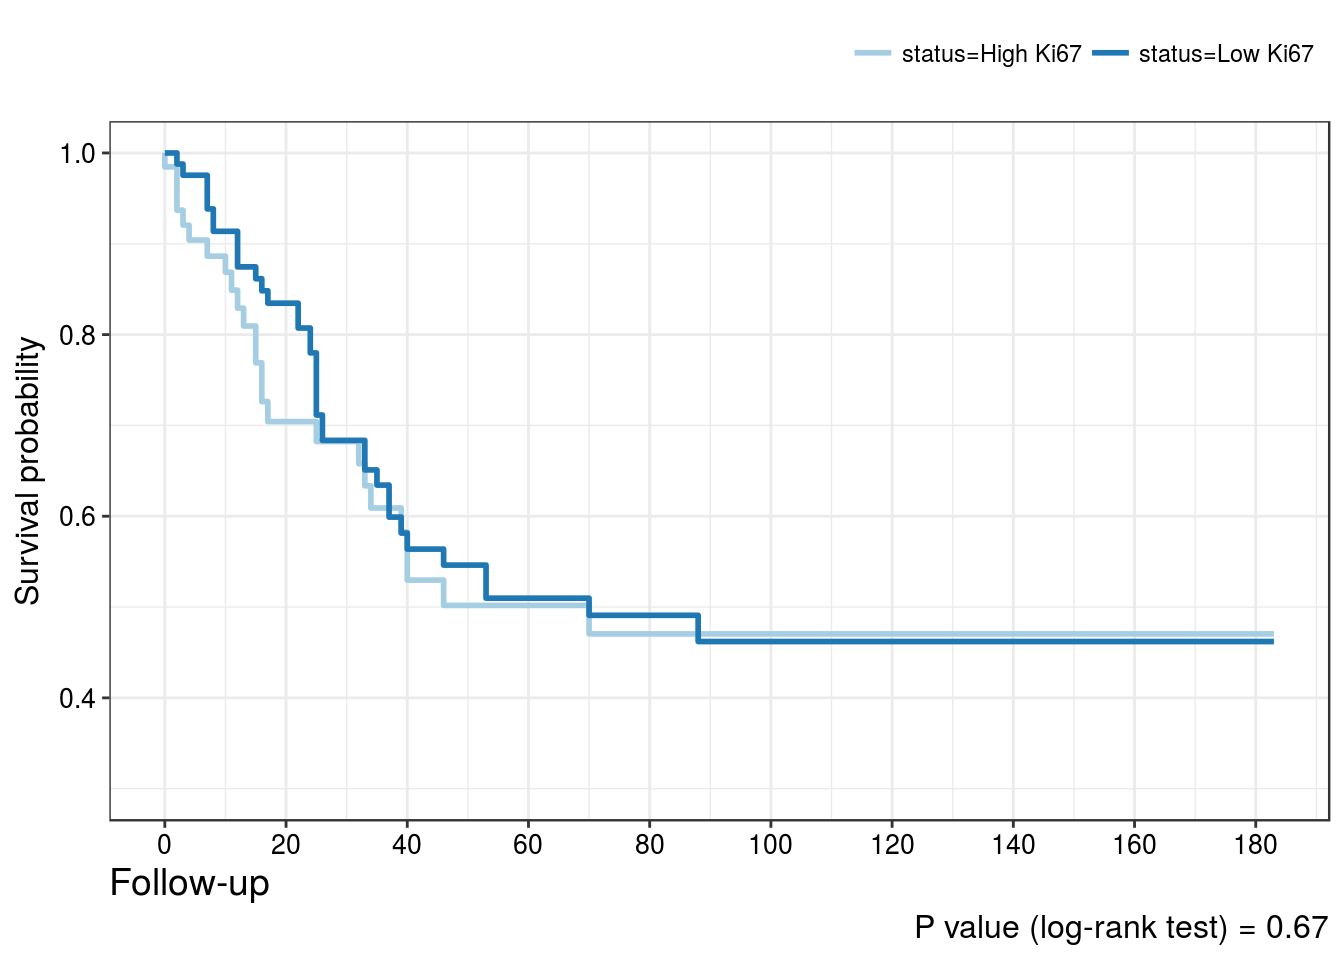 status=High Ki67 status=Low Ki67
1.0
0.8
0.6
0.4
Survival probability
0 20 40 60 80 100 120 140 160 180
Follow-up
P value (log-rank test) = 0.67